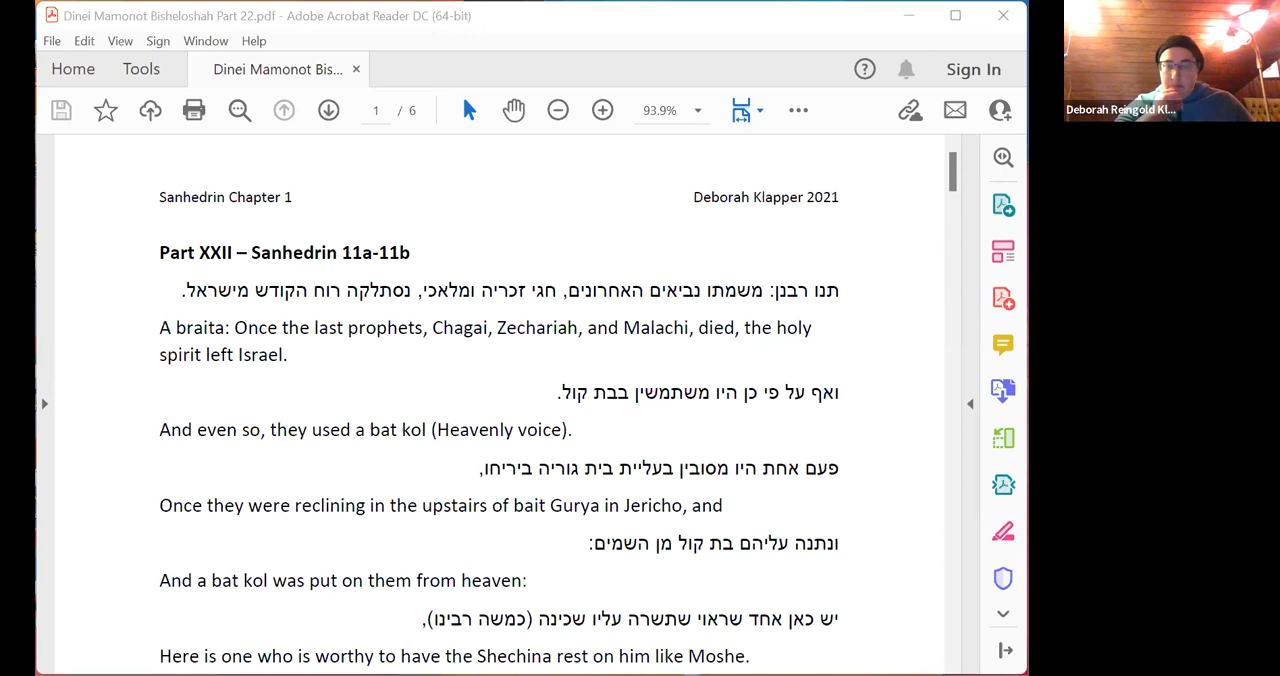 Dinei Mamonot Bisheloshah Part 22.pdf - Adobe Acrobat Reader DC (64-bit)
File Edit View Sign Window Help
Home Tools Dinei Mamonot Bis... × Sign In
1 / 6 93.9%
Deborah Reingold Kl...
Sanhedrin Chapter 1 Deborah Klapper 2021
Part XXII – Sanhedrin 11a-11b
תנו רבנן: משמתו נביאים האחרונים, חגי זכריה ומלאכי, נסתלקה רוח הקודש מישראל.
A braita: Once the last prophets, Chagai, Zechariah, and Malachi, died, the holy
spirit left Israel.
ואף על פי כן היו משתמשין בבת קול.
And even so, they used a bat kol (Heavenly voice).
פעם אחת היו מסובין בעליית בית גוריה ביריחו,
Once they were reclining in the upstairs of bait Gurya in Jericho, and
ונתנה עליהם בת קול מן השמים:
And a bat kol was put on them from heaven:
יש כאן אחד שראוי שתשרה עליו שכינה (כמשה רבינו),
Here is one who is worthy to have the Shechina rest on him like Moshe.